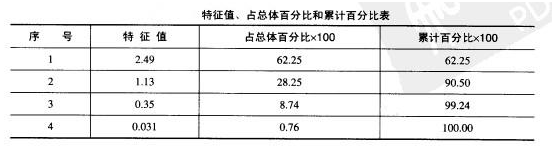 特征值、占总体百分比和累计百分比表
序 号 特征值 占总体百分比×100 累计百分比×100
1 2.49 62.25 62.25
2 1.13 28.25 90.50
3 0.35 8.74 99.24
4 0.031 0.76 100.00